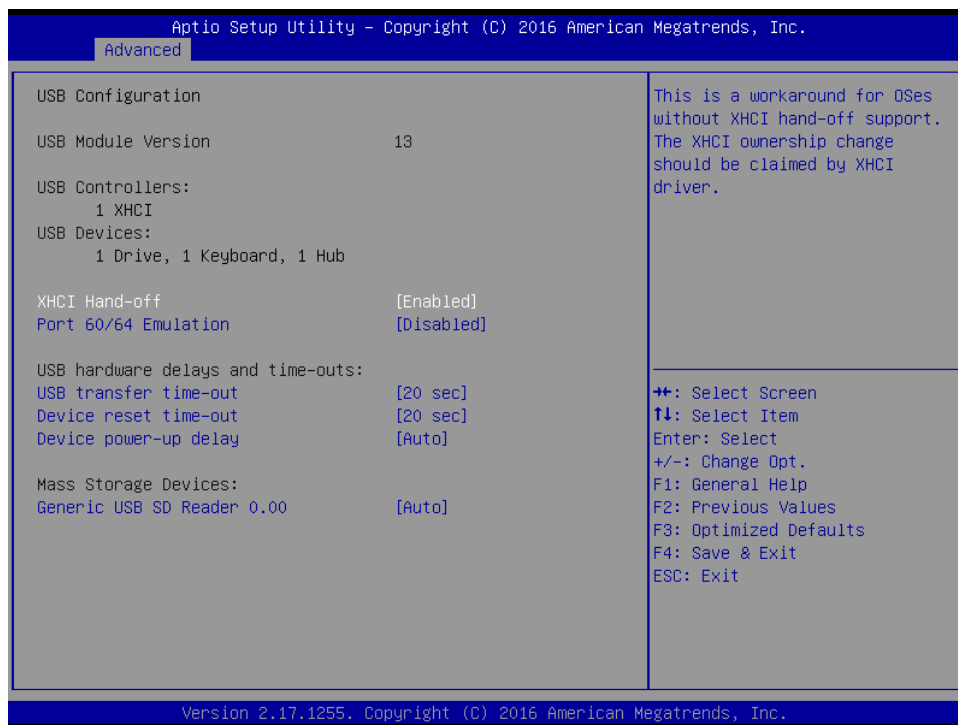 Aptio Setup Utility – Copyright (C) 2016 American Megatrends, Inc.
Advanced
USB Configuration
USB Module Version 13
USB Controllers:
1 XHCI
USB Devices:
1 Drive, 1 Keyboard, 1 Hub
XHCI Hand-off [Enabled]
Port 60/64 Emulation [Disabled]
USB hardware delays and time-outs:
USB transfer time-out [20 sec]
Device reset time-out [20 sec]
Device power-up delay [Auto]
Mass Storage Devices:
Generic USB SD Reader 0.00 [Auto]
This is a workaround for OSes
without XHCI hand-off support.
The XHCI ownership change
should be claimed by XHCI
driver.
→←: Select Screen
↑↓: Select Item
Enter: Select
+/-: Change Opt.
F1: General Help
F2: Previous Values
F3: Optimized Defaults
F4: Save & Exit
ESC: Exit
Version 2.17.1255. Copyright (C) 2016 American Megatrends, Inc.